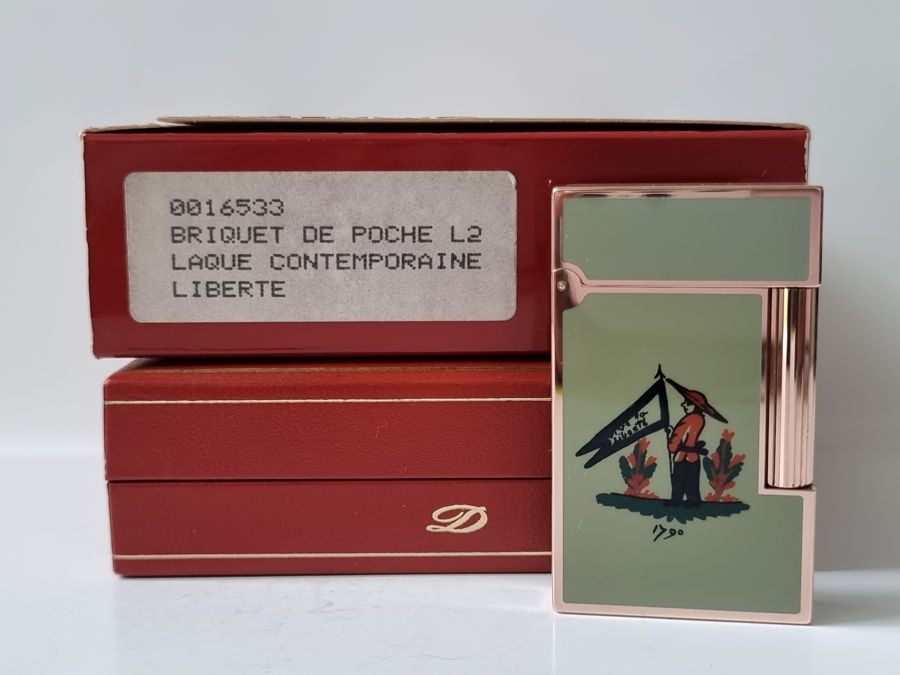 0016533
BRIQUET DE POCHE L2
LAQUE CONTEMPORAINE
LIBERTE
D
1790